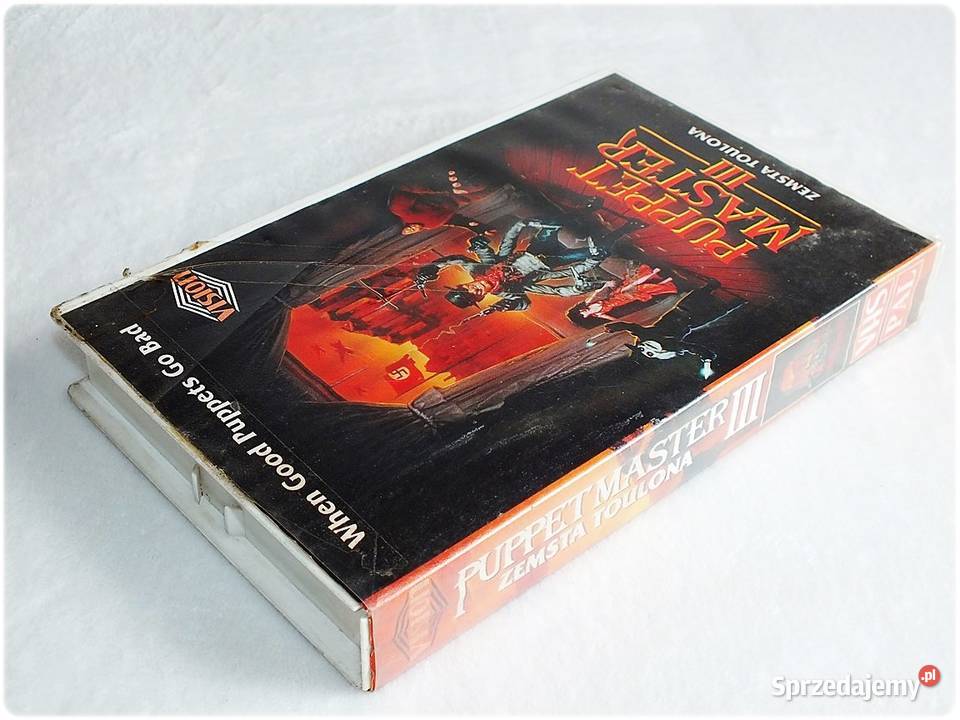 ZEMSTA TOULONA
PUPPET
MASTER
III
VISION
When Good Puppets Go Bad
VISION
PUPPET MASTER III
ZEMSTA TOULONA
VHS
PAL
Sprzedajemy.pl